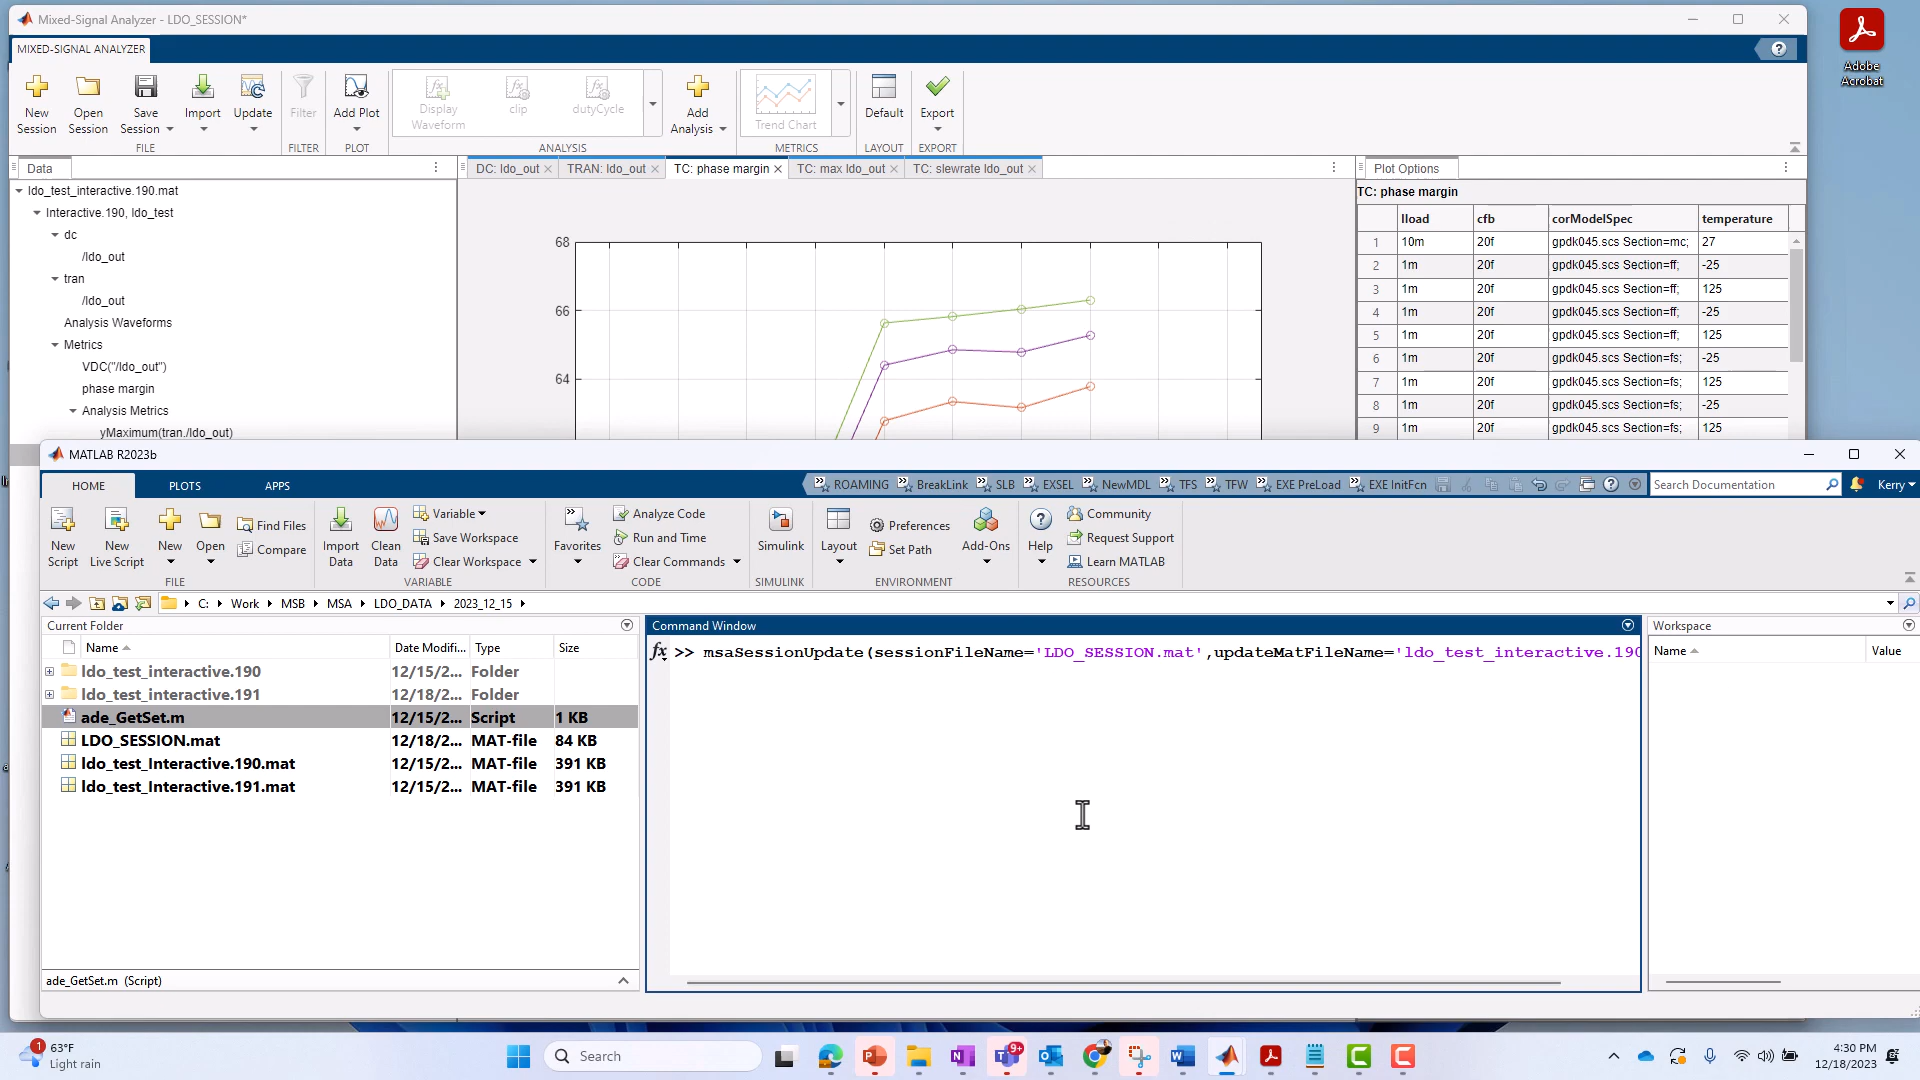 Mixed-Signal Analyzer - LDO_SESSION*
Adobe Acrobat
MIXED-SIGNAL ANALYZER
New Session
Open Session
Save Session
Import
Update
Filter
Add Plot
Display Waveform
clip
dutyCycle
Add Analysis
Trend Chart
Default
Export
FILE
FILTER
PLOT
ANALYSIS
METRICS
LAYOUT
EXPORT
Data
DC: ldo_out
TRAN: ldo_out
TC: phase margin
TC: max ldo_out
TC: slewrate ldo_out
Plot Options
ldo_test_interactive.190.mat
Interactive.190, ldo_test
dc
/ldo_out
tran
/ldo_out
Analysis Waveforms
Metrics
VDC("/ldo_out")
phase margin
Analysis Metrics
yMaximum(tran./ldo_out)
68
66
64
TC: phase margin
Iload cfb corModelSpec temperature
1 10m 20f gpdk045.scs Section=mc; 27
2 1m 20f gpdk045.scs Section=ff; -25
3 1m 20f gpdk045.scs Section=ff; 125
4 1m 20f gpdk045.scs Section=ff; -25
5 1m 20f gpdk045.scs Section=ff; 125
6 1m 20f gpdk045.scs Section=fs; -25
7 1m 20f gpdk045.scs Section=fs; 125
8 1m 20f gpdk045.scs Section=fs; -25
9 1m 20f gpdk045.scs Section=fs; 125
MATLAB R2023b
HOME
PLOTS
APPS
ROAMING
BreakLink
SLB
EXSEL
NewMDL
TFS
TFW
EXE PreLoad
EXE InitFcn
Search Documentation
Kerry
New Script
New Live Script
New
Open
Find Files
Compare
Import Data
Clean Data
Variable
Save Workspace
Clear Workspace
Favorites
Analyze Code
Run and Time
Clear Commands
Simulink
Layout
Preferences
Set Path
Add-Ons
Help
Community
Request Support
Learn MATLAB
FILE
VARIABLE
CODE
SIMULINK
ENVIRONMENT
RESOURCES
C: Work MSB MSA LDO_DATA 2023_12_15
Current Folder
Name Date Modifi... Type Size
ldo_test_interactive.190 12/15/2... Folder
ldo_test_interactive.191 12/18/2... Folder
ade_GetSet.m 12/15/2... Script 1 KB
LDO_SESSION.mat 12/18/2... MAT-file 84 KB
ldo_test_Interactive.190.mat 12/15/2... MAT-file 391 KB
ldo_test_Interactive.191.mat 12/15/2... MAT-file 391 KB
ade_GetSet.m (Script)
Command Window
fx >> msaSessionUpdate(sessionFileName='LDO_SESSION.mat',updateMatFileName='ldo_test_interactive.190
Workspace
Name Value
1
63°F
Light rain
Search
9+
4:30 PM
12/18/2023